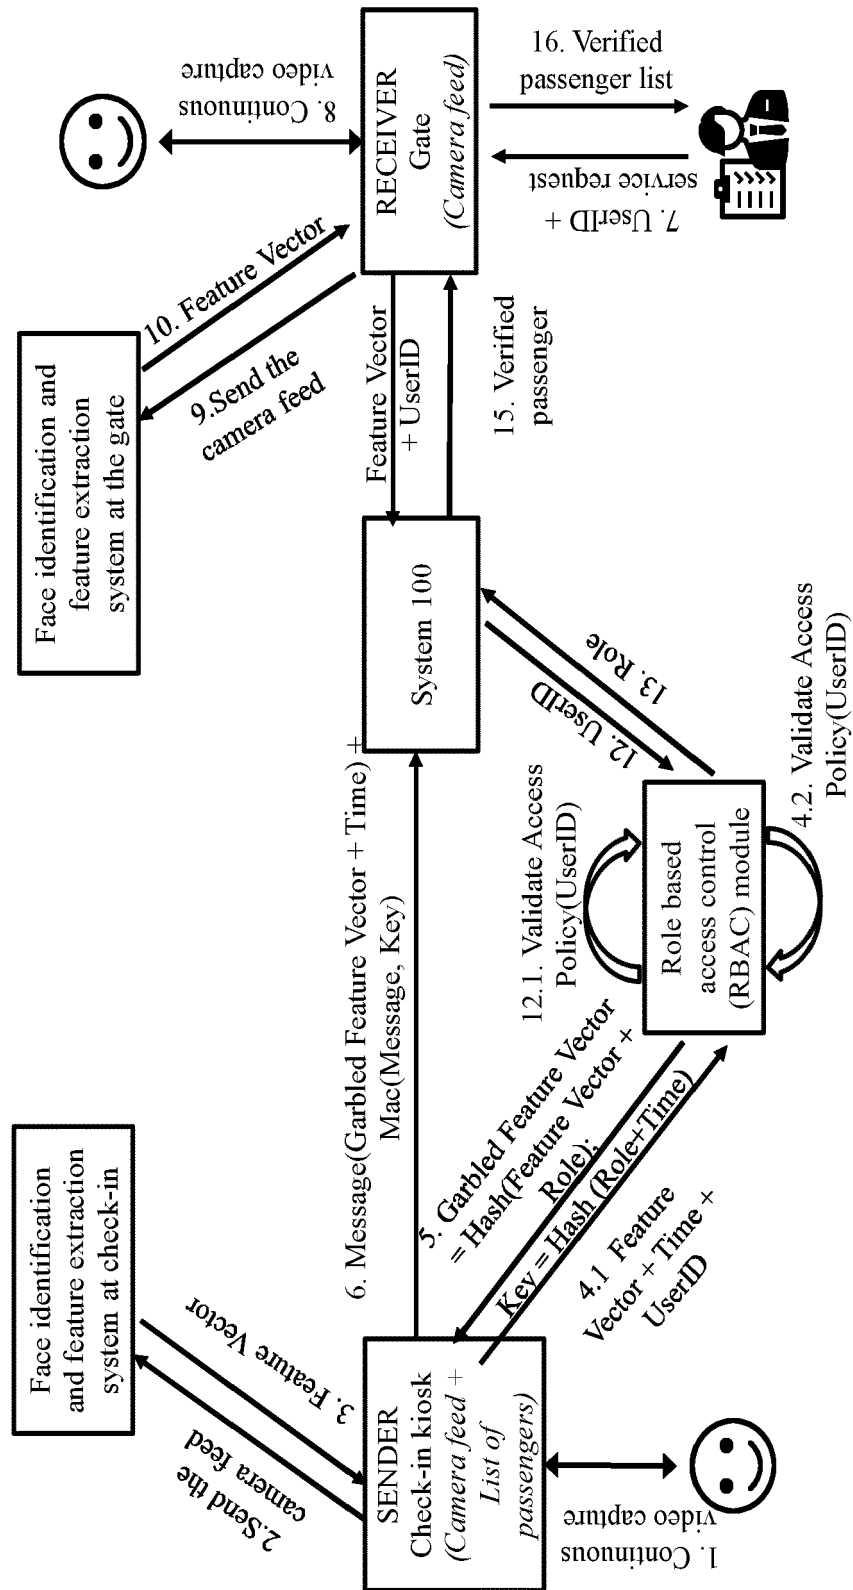 Face identification
and feature extraction
system at check-in
2.Send the
camera feed
3. Feature Vector
SENDER
Check-in kiosk
(Camera feed +
List of
passengers)
1. Continuous
video capture
4.1 Feature
Vector + Time +
UserID
5. Garbled Feature Vector
= Hash(Feature Vector +
Role);
Key = Hash (Role+Time)
6. Message(Garbled Feature Vector + Time) +
Mac(Message, Key)
12.1. Validate Access
Policy(UserID)
Role based
access control
(RBAC) module
4.2. Validate Access
Policy(UserID)
System 100
12. UserID
13. Role
Face identification and
feature extraction
system at the gate
9.Send the
camera feed
10. Feature Vector
Feature Vector
+ UserID
15. Verified
passenger
RECEIVER
Gate
(Camera feed)
8. Continuous
video capture
7. UserID +
service request
16. Verified
passenger list